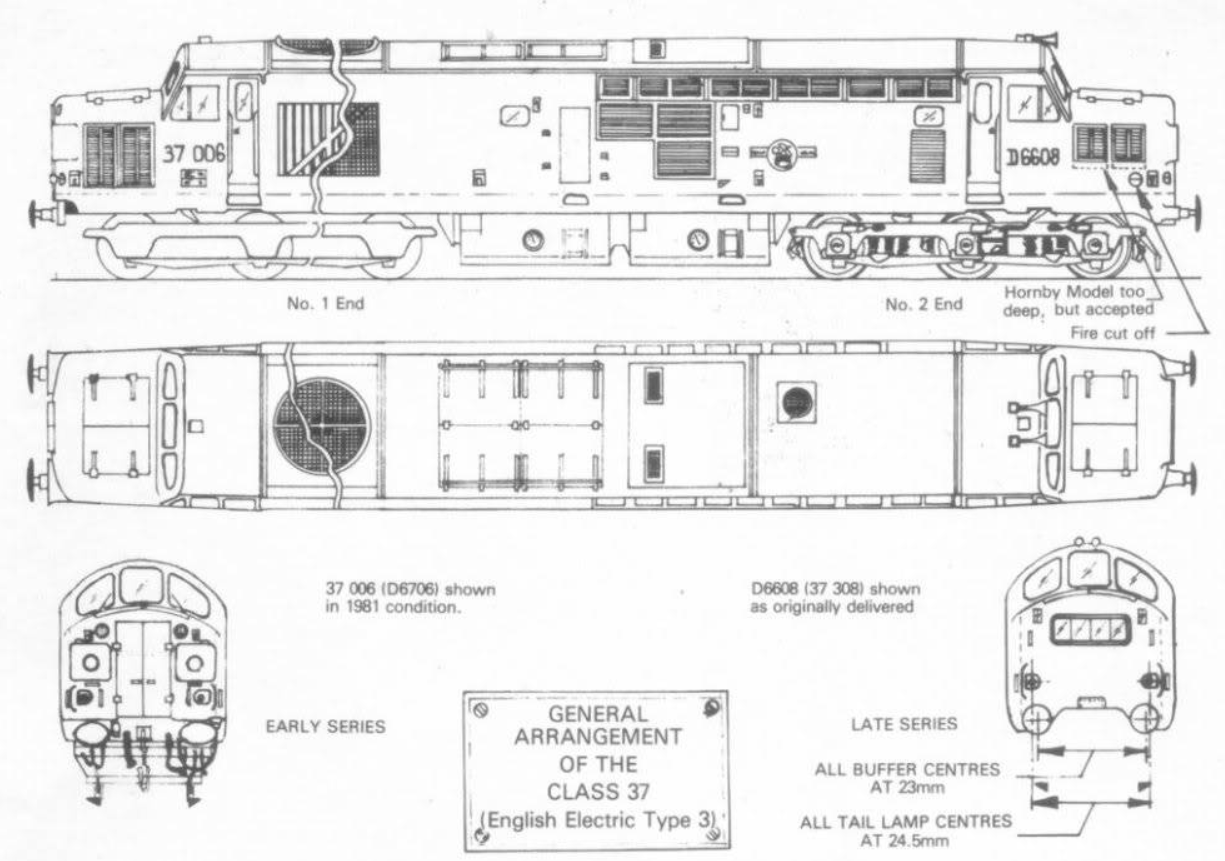 37 006
D6608
No. 1 End
No. 2 End
Hornby Model too
deep, but accepted
Fire cut off
37 006 (D6706) shown
in 1981 condition.
D6608 (37 308) shown
as originally delivered
EARLY SERIES
GENERAL
ARRANGEMENT
OF THE
CLASS 37
(English Electric Type 3)
LATE SERIES
ALL BUFFER CENTRES
AT 23mm
ALL TAIL LAMP CENTRES
AT 24.5mm